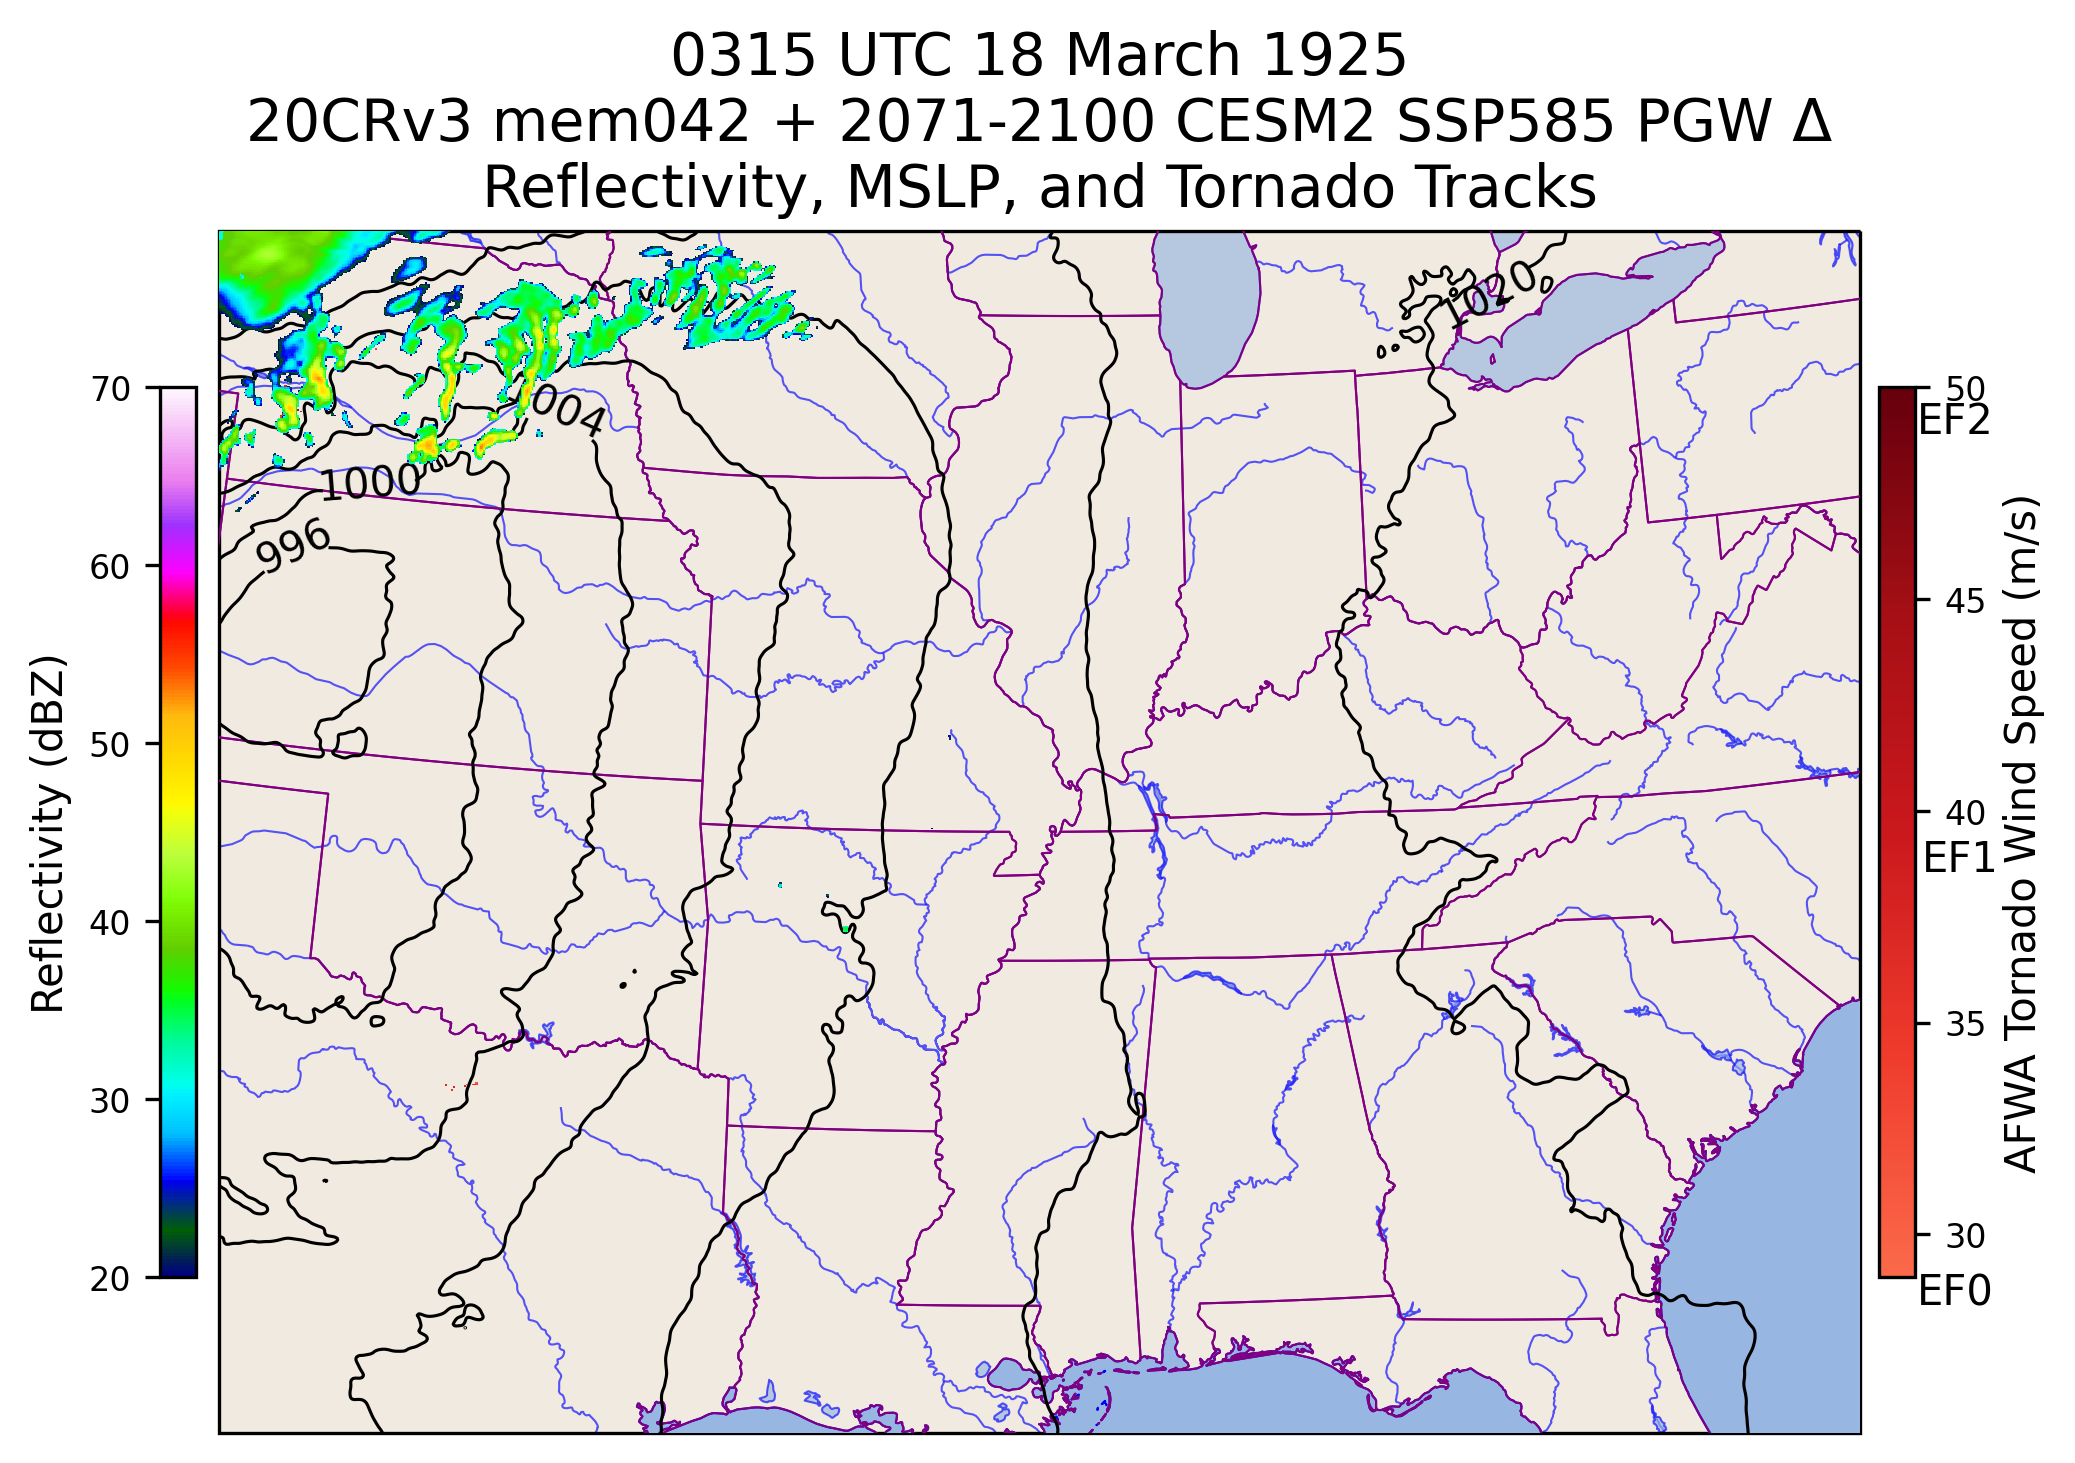 0315 UTC 18 March 1925
20CRv3 mem042 + 2071-2100 CESM2 SSP585 PGW Δ
Reflectivity, MSLP, and Tornado Tracks
1020
004
1000
996
70
60
50
40
30
20
Reflectivity (dBZ)
50
EF2
45
40
EF1
35
30
EF0
AFWA Tornado Wind Speed (m/s)